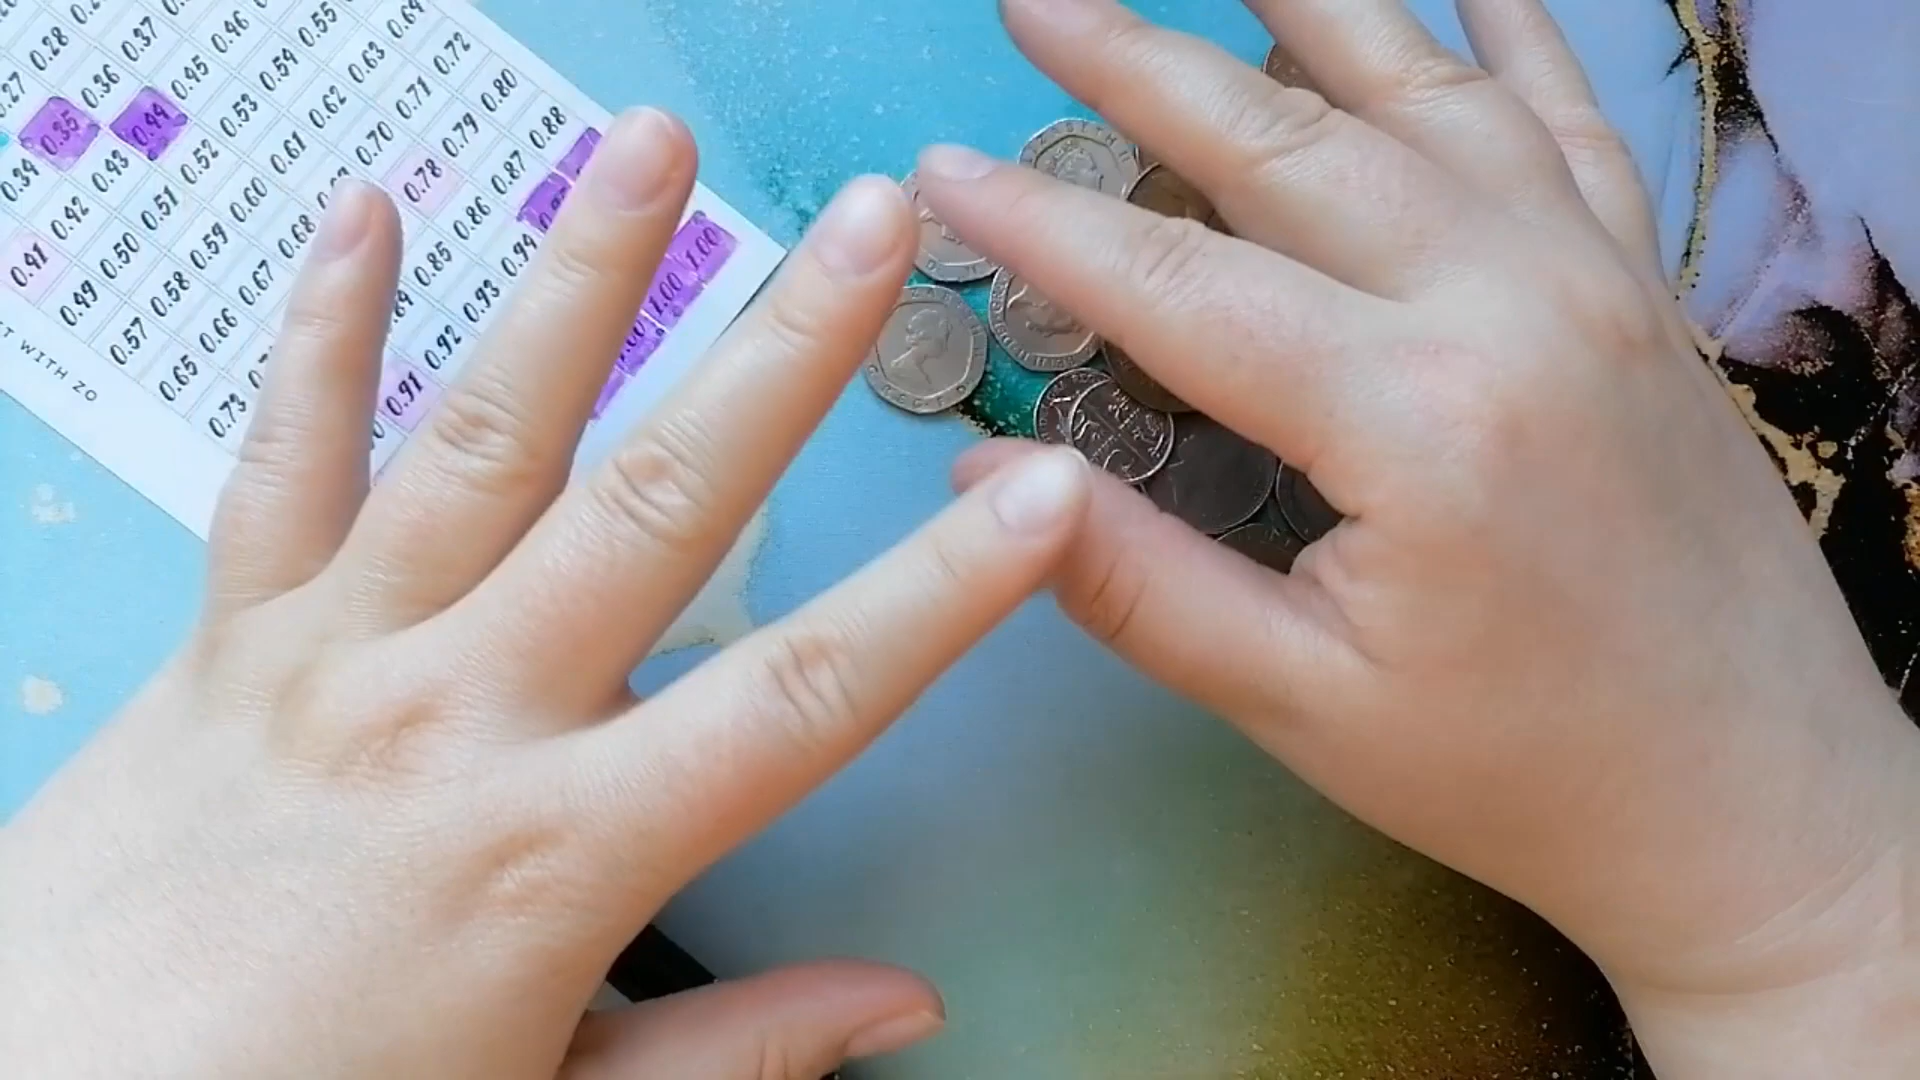 0.28
0.34 0.35 0.36 0.37
0.41 0.42 0.43 0.44 0.45 0.46
0.49 0.50 0.51 0.52 0.53 0.54 0.55
0.57 0.58 0.59 0.60 0.61 0.62 0.63 0.64
0.65 0.66 0.67 0.68 0.70 0.71 0.72
0.73 0.78 0.79 0.80
0.85 0.86 0.87 0.88
0.91 0.92 0.93 0.94
1.00 1.00
WITH ZO